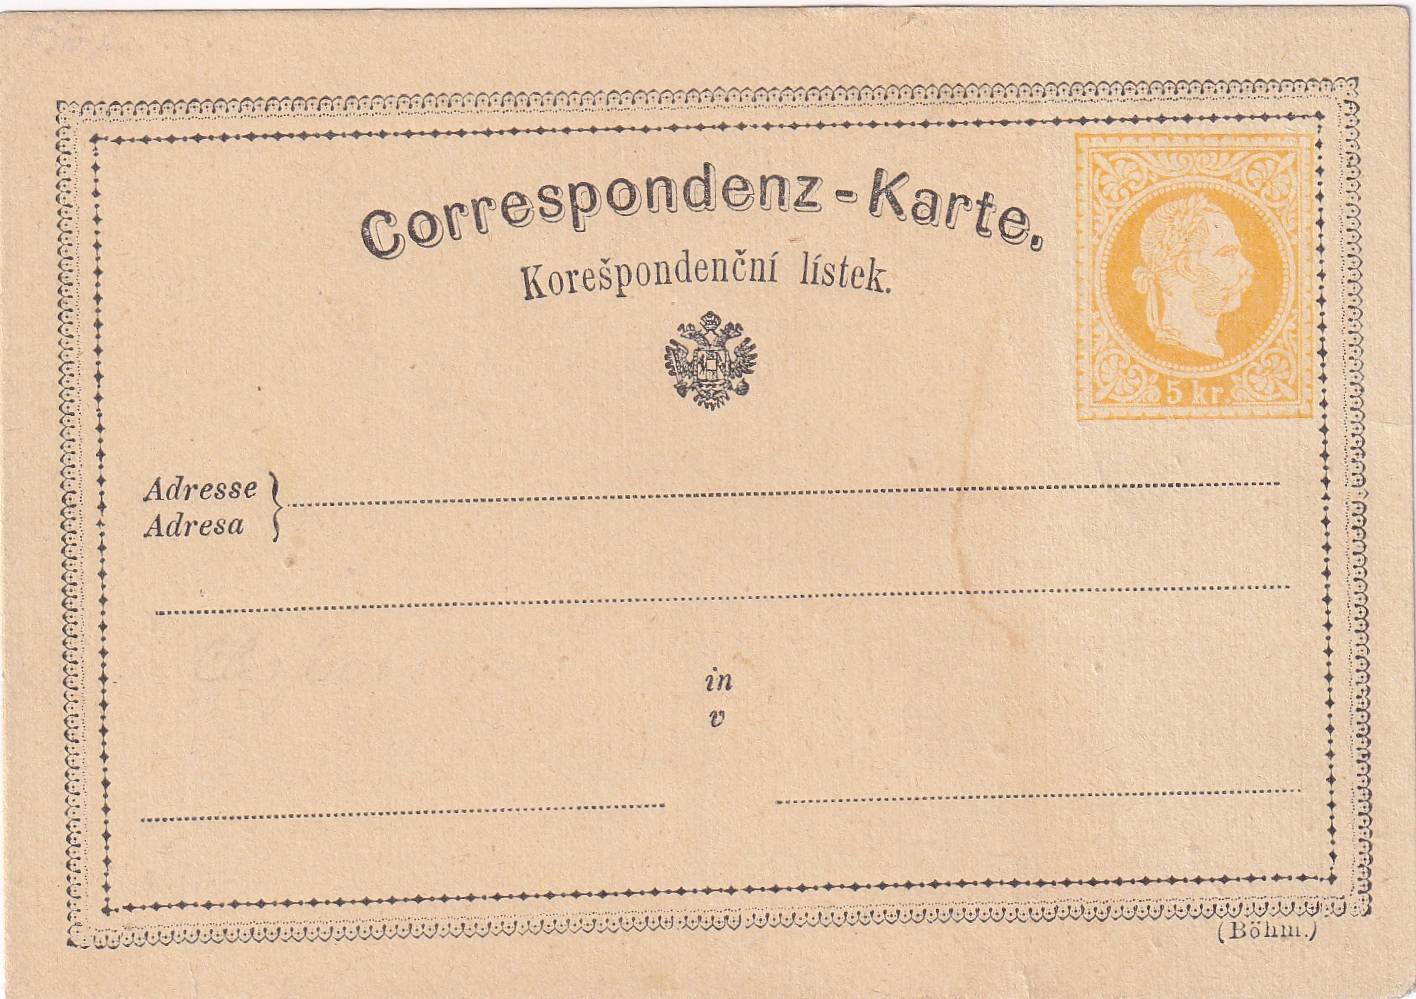 Correspondenz-Karte.
Korešpondenční lístek.
5 kr.
Adresse
Adresa
in
v
(Böhm.)